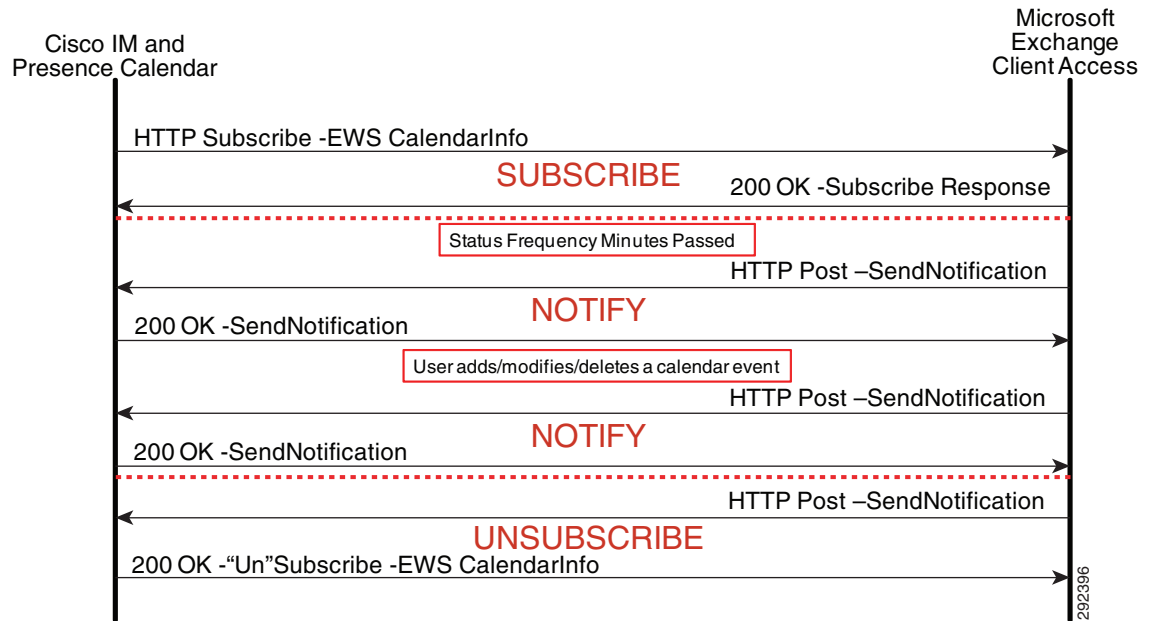 Cisco IM and
Presence Calendar
Microsoft
Exchange
Client Access
HTTP Subscribe -EWS CalendarInfo
SUBSCRIBE
200 OK -Subscribe Response
Status Frequency Minutes Passed
HTTP Post –SendNotification
NOTIFY
200 OK -SendNotification
User adds/modifies/deletes a calendar event
HTTP Post –SendNotification
NOTIFY
200 OK -SendNotification
HTTP Post –SendNotification
UNSUBSCRIBE
200 OK -“Un”Subscribe -EWS CalendarInfo
292396